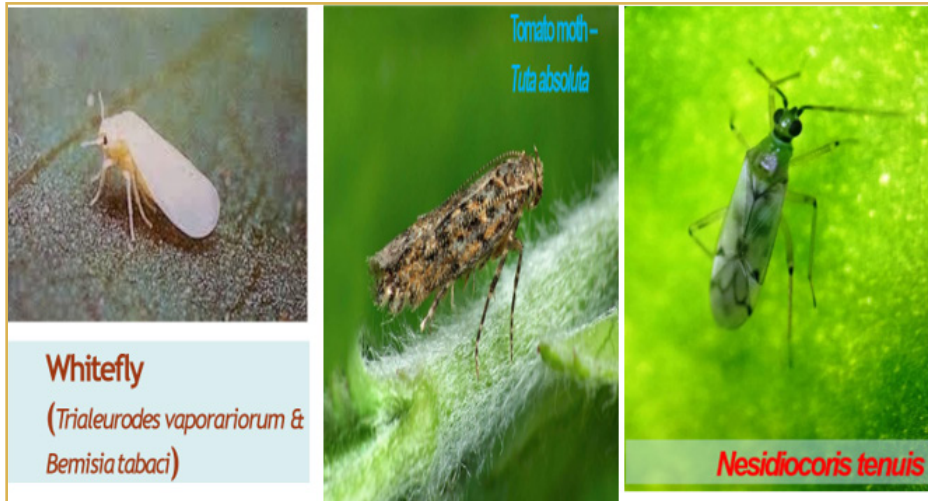 Whitefly
(Trialeurodes vaporariorum &
Bemisia tabaci)
Tomato moth –
Tuta absoluta
Nesidiocoris tenuis